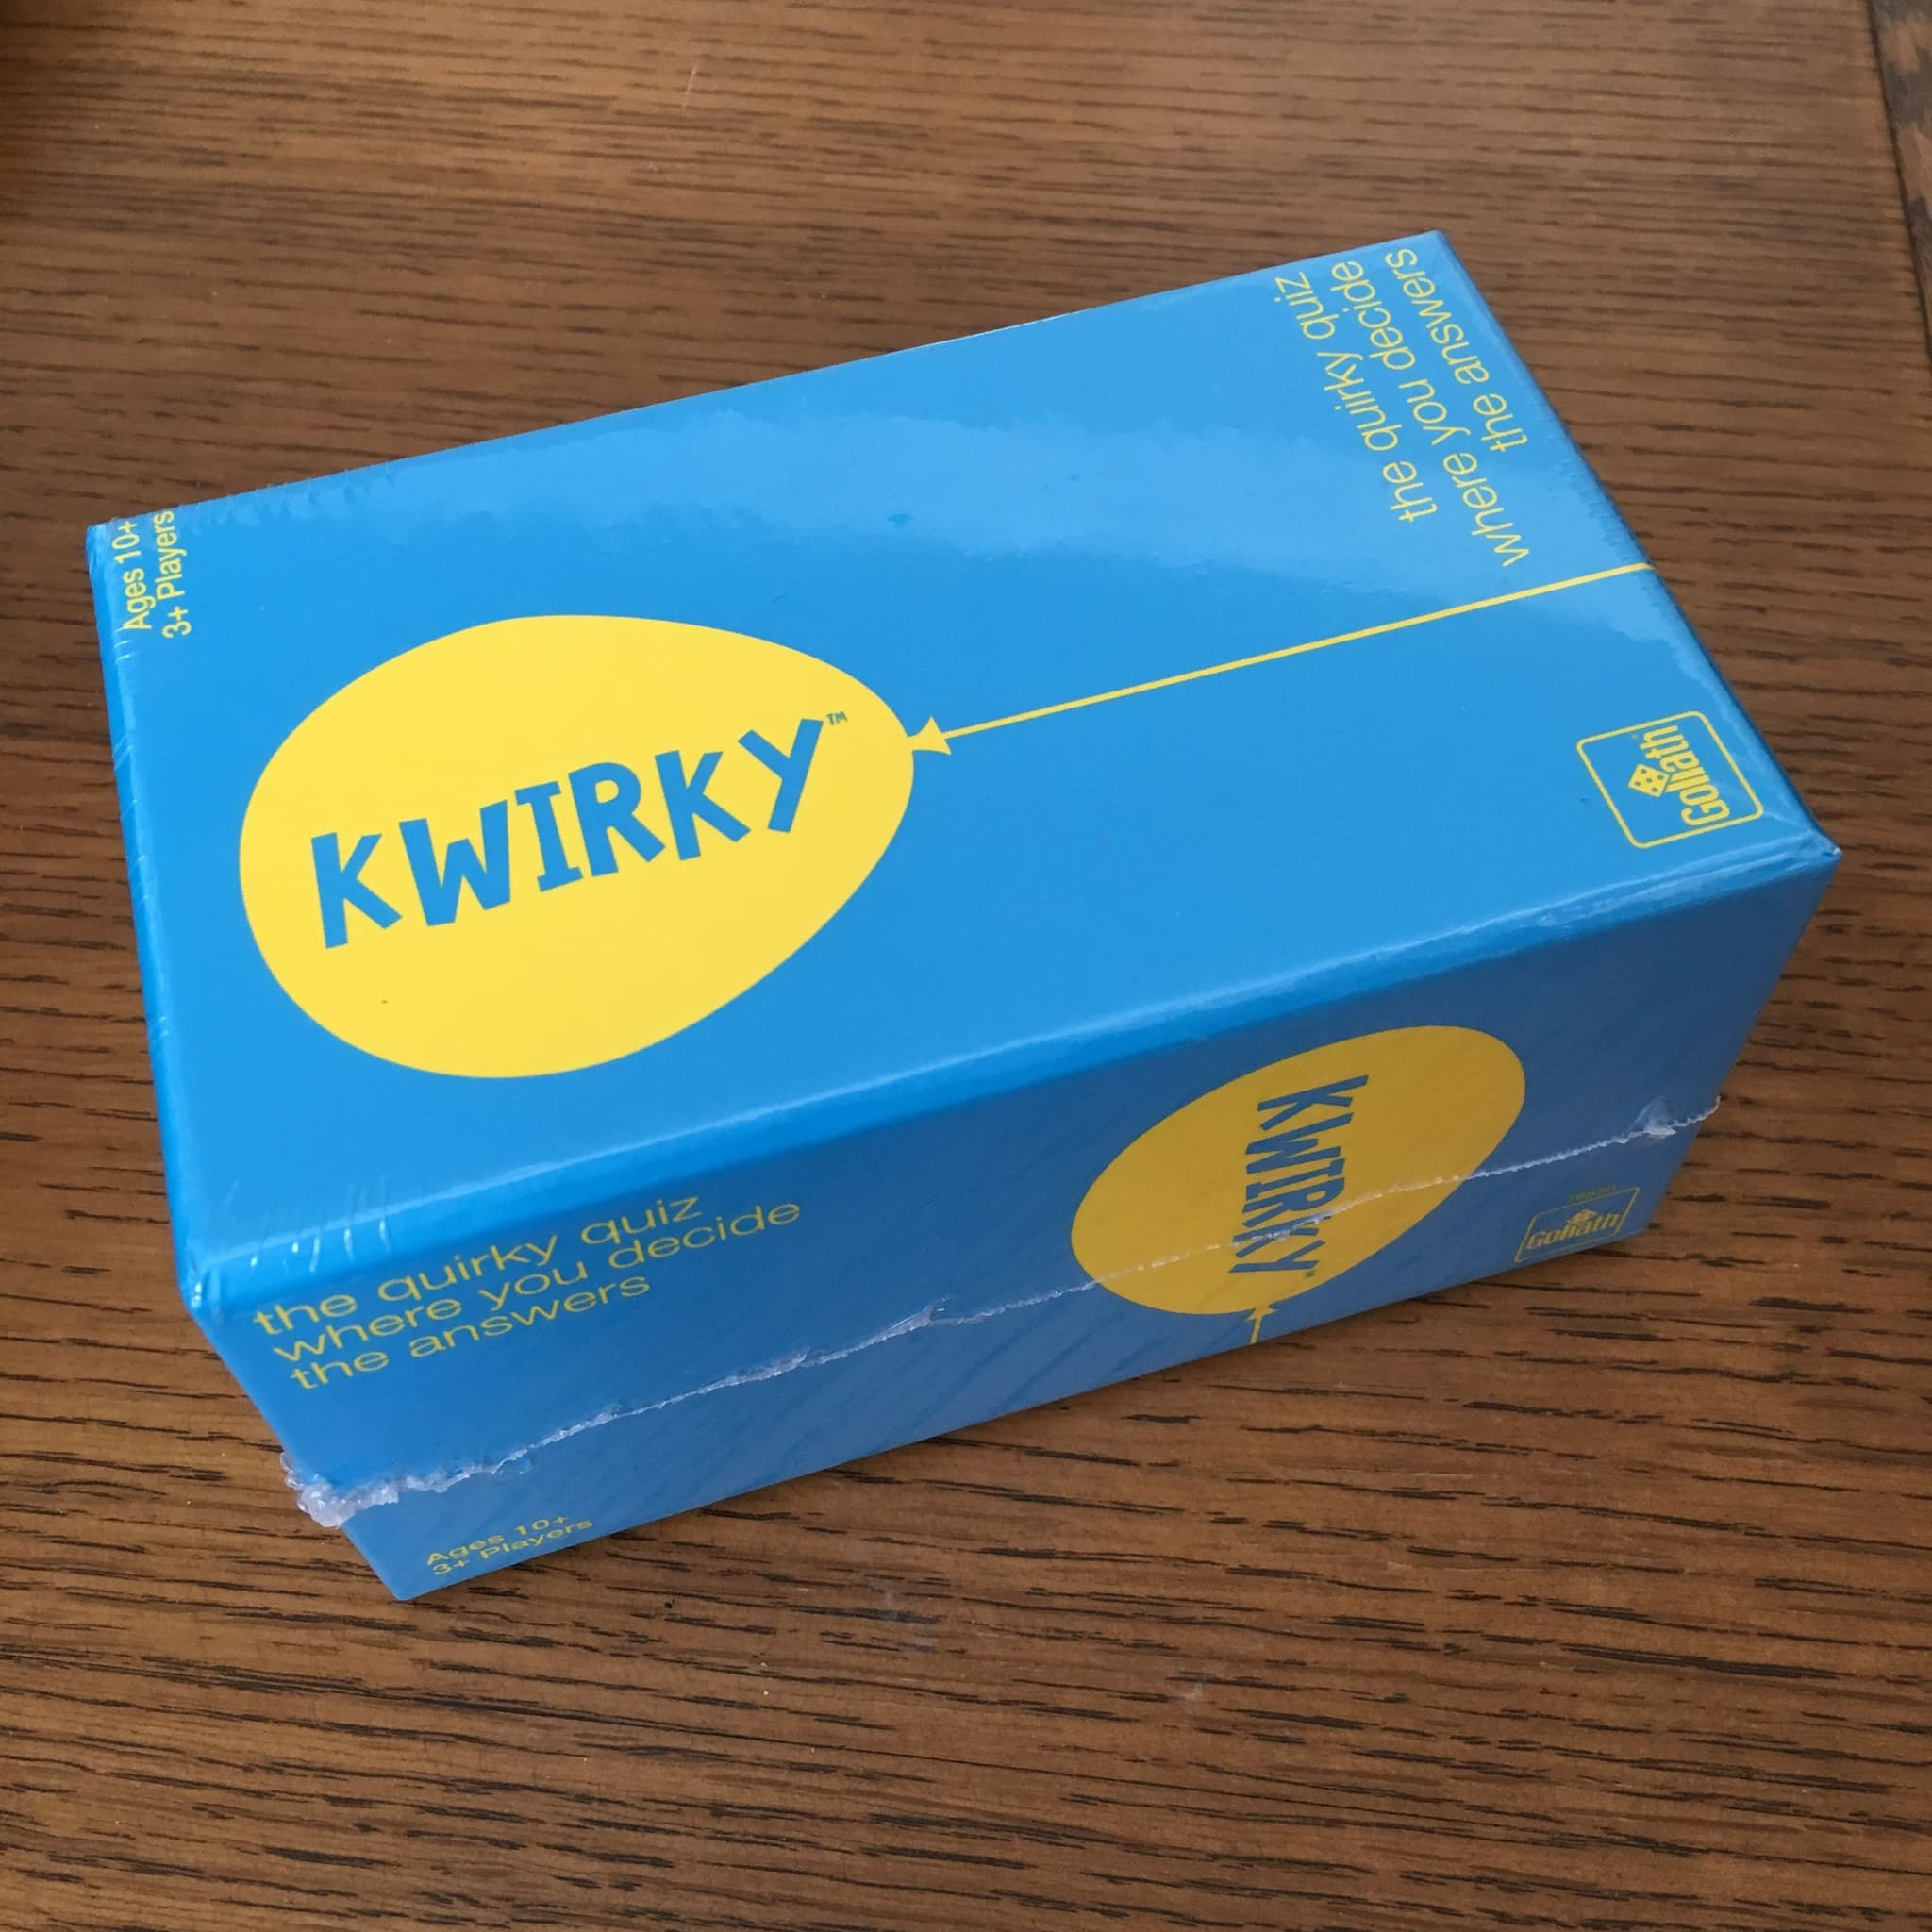 Ages 10+
3+ Players
KWIRKY™
the quirky quiz
where you decide
the answers
Goliath
the quirky quiz
where you decide
the answers
KWIRKY
Goliath
Ages 10+
3+ Players